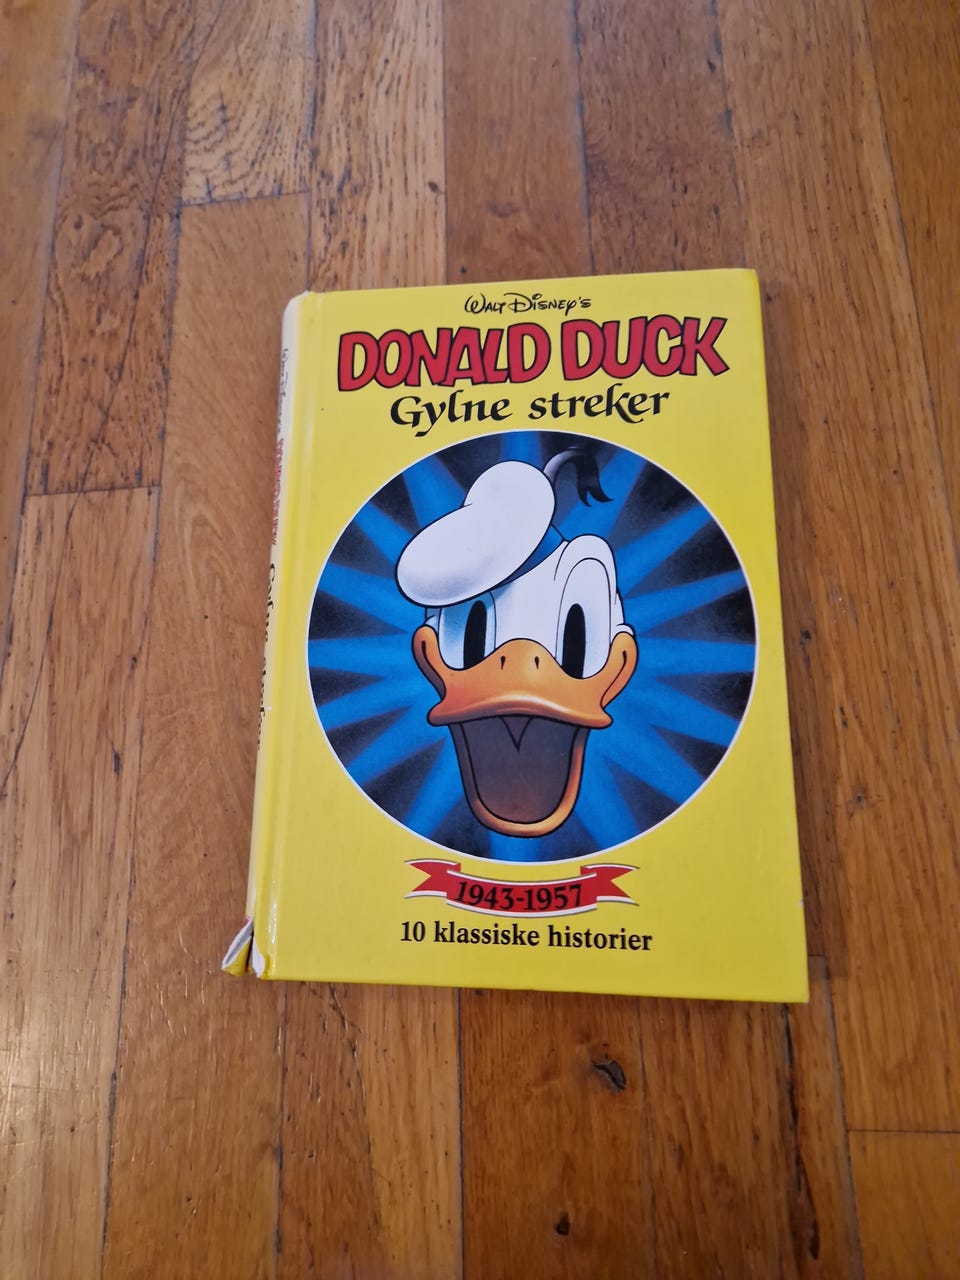 Walt Disney's
DONALD DUCK
Gylne streker
1943-1957
10 klassiske historier